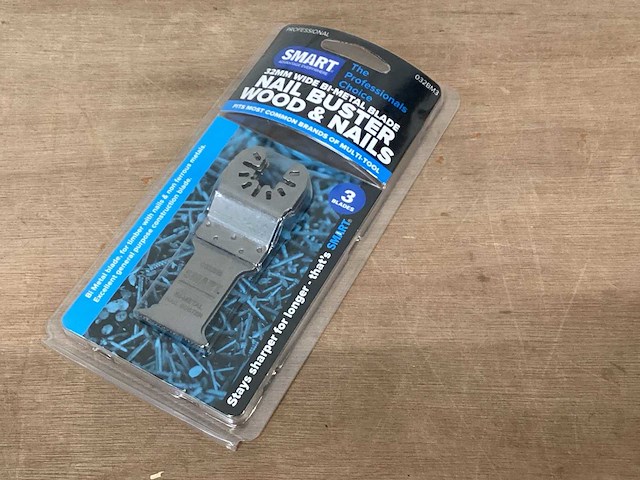 PROFESSIONAL
032BM3
SMART
The
Professionals
Choice
32MM WIDE BI-METAL BLADE
NAIL BUSTER
WOOD & NAILS
FITS MOST COMMON BRANDS OF MULTI-TOOL
3
BLADES
Bi Metal blade, for timber with nails & non ferrous metals.
Excellent general purpose construction blade.
Stays sharper for longer - that's SMART.